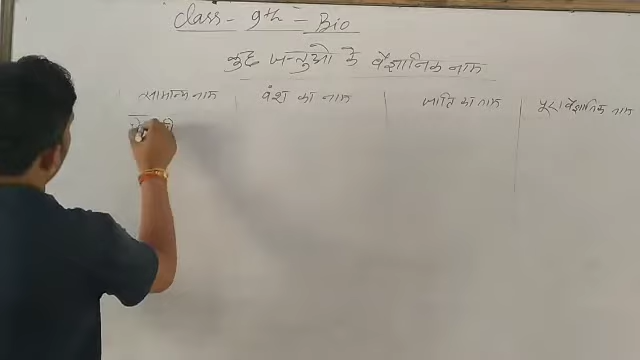 Class - 9th - Bio
कुछ जन्तुओ के वैज्ञानिक नाम
सामान्य नाम वंश का नाम जाति का नाम पूरा वैज्ञानिक नाम